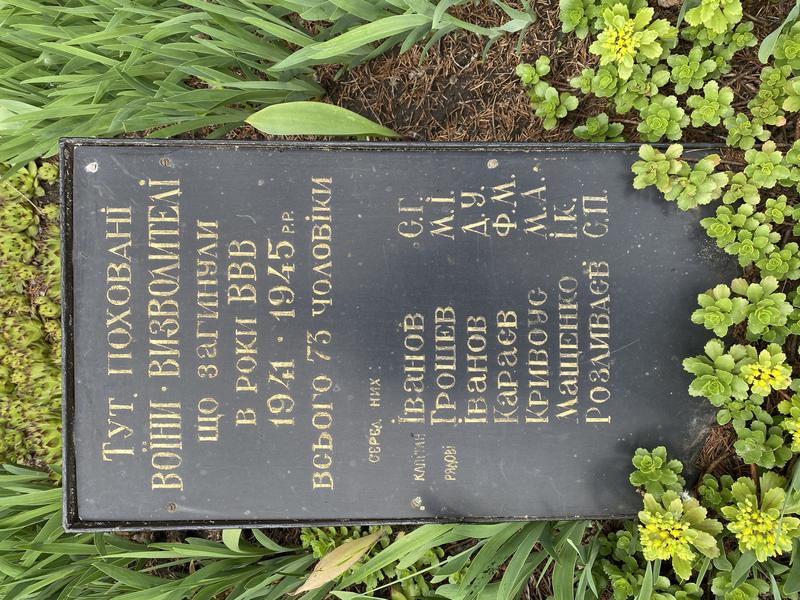 Тут поховані
воїни·визволителі
що загинули
в роки ВВВ
1941·1945 р.р.
всього 73 чоловіки
серед них:
капітан Іванов С.Г
рядові Грошев М.І.
Іванов Д.У.
Караєв Ф.М.
Кривоус М.А.
Мащенко І.К.
Розливаєв С.П.